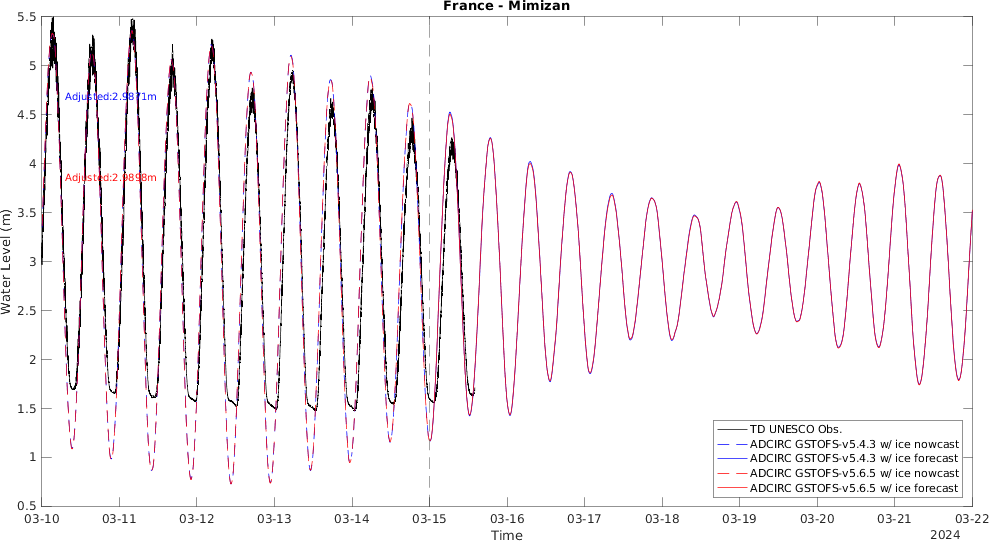 France - Mimizan
5.5
5
4.5
4
3.5
3
2.5
2
1.5
1
0.5
Water Level (m)
Adjusted:2.9871m
Adjusted:2.9898m
TD UNESCO Obs.
ADCIRC GSTOFS-v5.4.3 w/ ice nowcast
ADCIRC GSTOFS-v5.4.3 w/ ice forecast
ADCIRC GSTOFS-v5.6.5 w/ ice nowcast
ADCIRC GSTOFS-v5.6.5 w/ ice forecast
03-10 03-11 03-12 03-13 03-14 03-15 03-16 03-17 03-18 03-19 03-20 03-21 03-22
Time
2024